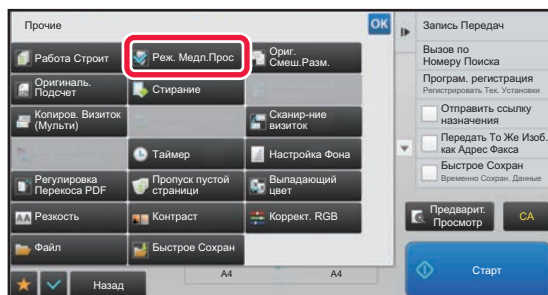 Прочие
OK
Работа Строит
Реж. Медл.Прос
Ориг.
Смеш.Разм.
Оригиналь.
Подсчет
Стирание
Копиров. Визиток
(Мульти)
Сканир-ние
визиток
Таймер
Настройка Фона
Регулировка
Перекоса PDF
Пропуск пустой
страници
Выпадающий
цвет
Резкость
Контраст
Коррект. RGB
Файл
Быстрое Сохран
Назад
A4
A4
Запись Передач
Вызов по
Номеру Поиска
Програм. регистрация
Регистрировать Тек. Установки
Отправить ссылку
назначения
Передать То Же Изоб.
как Адрес Факса
Быстрое Сохран
Временно Сохран. Данные
Предварит.
Просмотр
CA
Старт